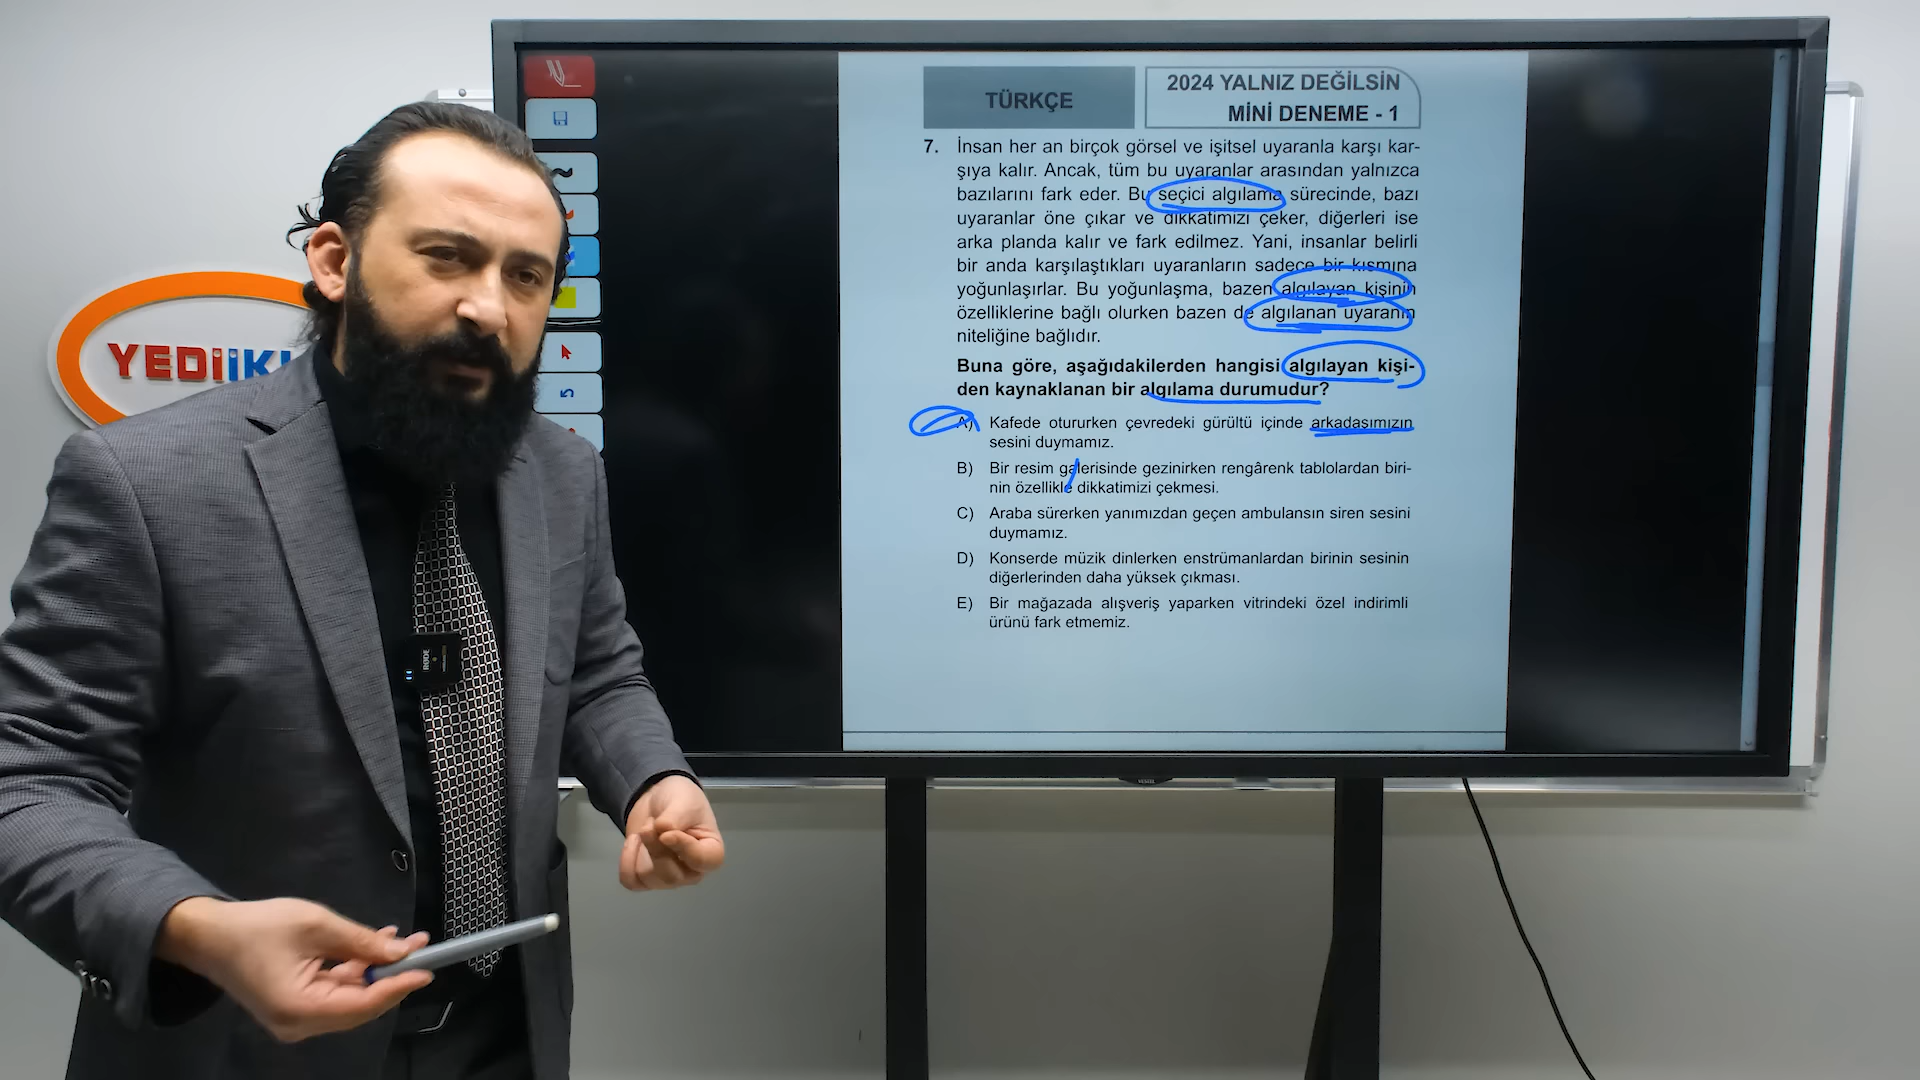 YEDİİKL
TÜRKÇE
2024 YALNIZ DEĞİLSİN
MİNİ DENEME - 1
7. İnsan her an birçok görsel ve işitsel uyaranla karşı kar-
şıya kalır. Ancak, tüm bu uyaranlar arasından yalnızca
bazılarını fark eder. Bu seçici algılama sürecinde, bazı
uyaranlar öne çıkar ve dikkatimizi çeker, diğerleri ise
arka planda kalır ve fark edilmez. Yani, insanlar belirli
bir anda karşılaştıkları uyaranların sadece bir kısmına
yoğunlaşırlar. Bu yoğunlaşma, bazen algılayan kişinin
özelliklerine bağlı olurken bazen de algılanan uyaranın
niteliğine bağlıdır.
Buna göre, aşağıdakilerden hangisi algılayan kişi-
den kaynaklanan bir algılama durumudur?
A) Kafede otururken çevredeki gürültü içinde arkadaşımızın
sesini duymamız.
B) Bir resim galerisinde gezinirken rengârenk tablolardan biri-
nin özellikle dikkatimizi çekmesi.
C) Araba sürerken yanımızdan geçen ambulansın siren sesini
duymamız.
D) Konserde müzik dinlerken enstrümanlardan birinin sesinin
diğerlerinden daha yüksek çıkması.
E) Bir mağazada alışveriş yaparken vitrindeki özel indirimli
ürünü fark etmemiz.
RØDE